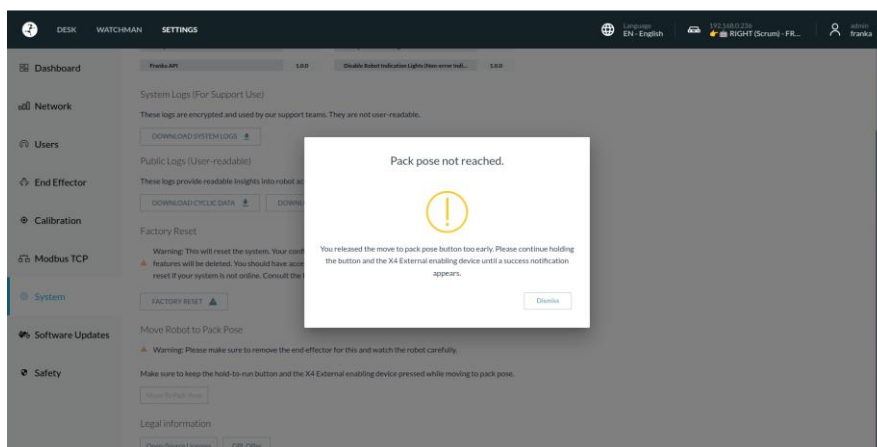 DESK WATCHMAN SETTINGS
Language
EN - English
192.168.0.236
RIGHT (Scrum) - FR...
admin
franka
Dashboard
Network
Users
End Effector
Calibration
Modbus TCP
System
Software Updates
Safety
Franka API 1.0.0 Disable Robot Indication Lights (Non-error Indi... 1.0.0
System Logs (For Support Use)
These logs are encrypted and used by our support teams. They are not user-readable.
DOWNLOAD SYSTEM LOGS
Public Logs (User-readable)
These logs provide readable insights into robot ac
DOWNLOAD CYCLIC DATA DOWNL
Factory Reset
Warning: This will reset the system. Your conf
features will be deleted. You should have acce
reset if your system is not online. Consult the
FACTORY RESET
Move Robot to Pack Pose
Warning: Please make sure to remove the end effector for this and watch the robot carefully.
Make sure to keep the hold-to-run button and the X4 External enabling device pressed while moving to pack pose.
Move To Pack Pose
Legal information
Open Source Licenses GPL Offer
Pack pose not reached.
You released the move to pack pose button too early. Please continue holding
the button and the X4 External enabling device until a success notification
appears.
Dismiss